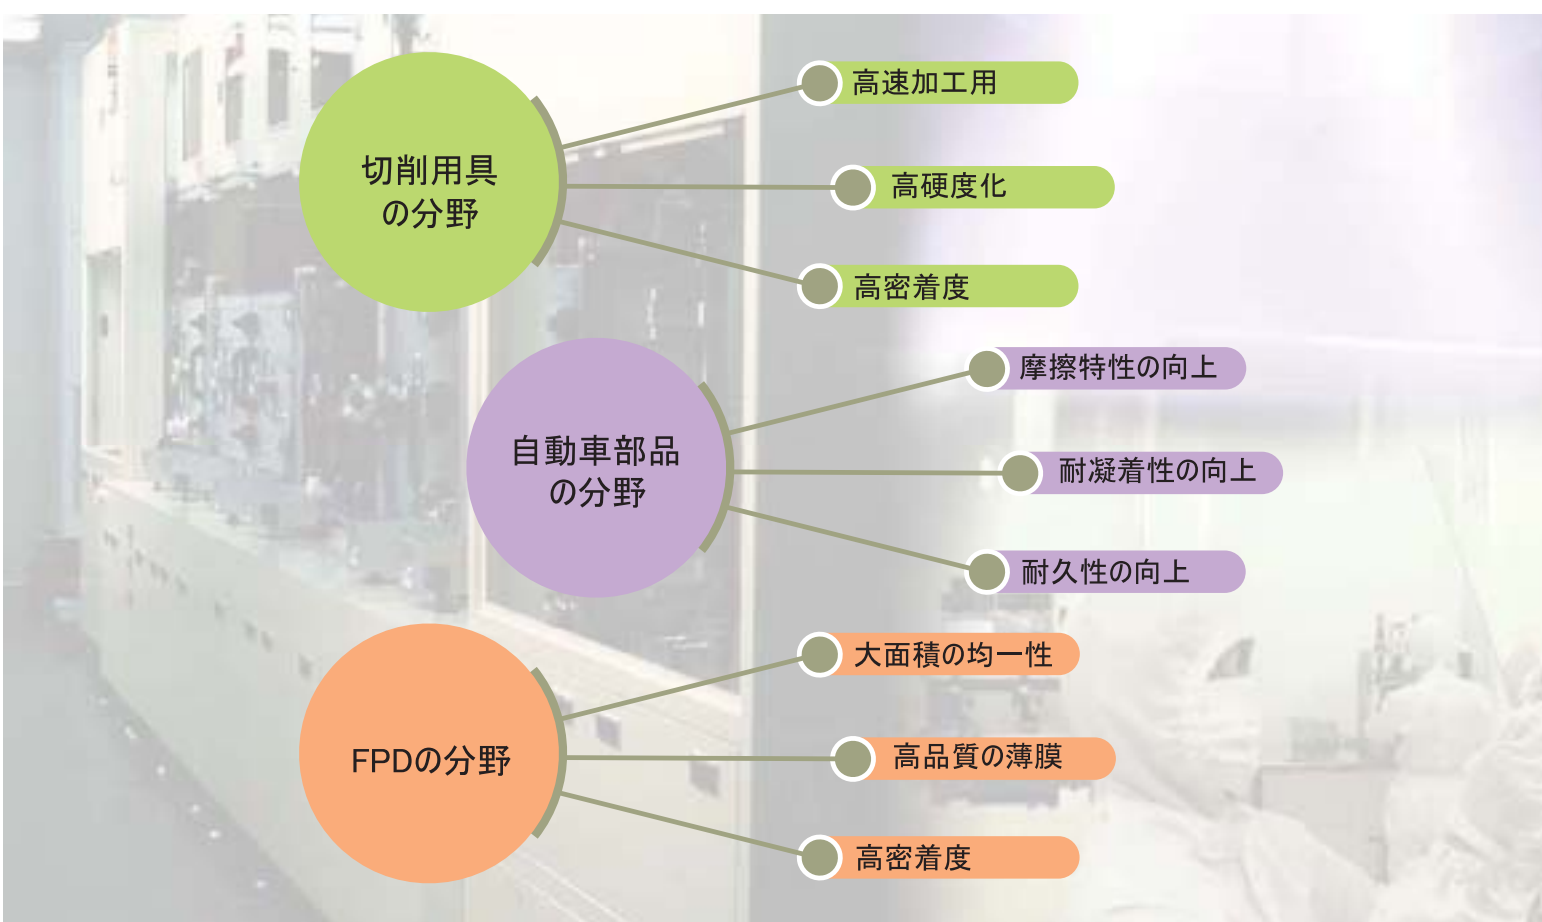 切削用具
の分野
高速加工用
高硬度化
高密着度
自動車部品
の分野
摩擦特性の向上
耐凝着性の向上
耐久性の向上
FPDの分野
大面積の均一性
高品質の薄膜
高密着度